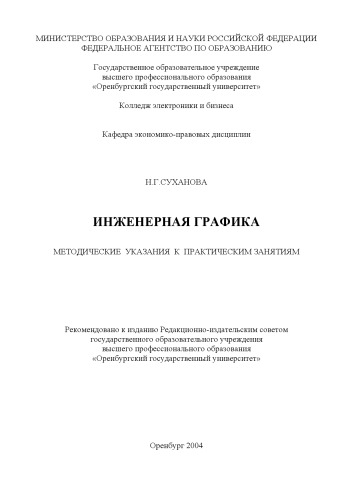 МИНИСТЕРСТВО ОБРАЗОВАНИЯ И НАУКИ РОССИЙСКОЙ ФЕДЕРАЦИИ
ФЕДЕРАЛЬНОЕ АГЕНТСТВО ПО ОБРАЗОВАНИЮ
Государственное образовательное учреждение
высшего профессионального образования
«Оренбургский государственный университет»
Колледж электроники и бизнеса
Кафедра экономико-правовых дисциплин
Н.Г.СУХАНОВА
ИНЖЕНЕРНАЯ ГРАФИКА
МЕТОДИЧЕСКИЕ УКАЗАНИЯ К ПРАКТИЧЕСКИМ ЗАНЯТИЯМ
Рекомендовано к изданию Редакционно-издательским советом
государственного образовательного учреждения
высшего профессионального образования
«Оренбургский государственный университет»
Оренбург 2004